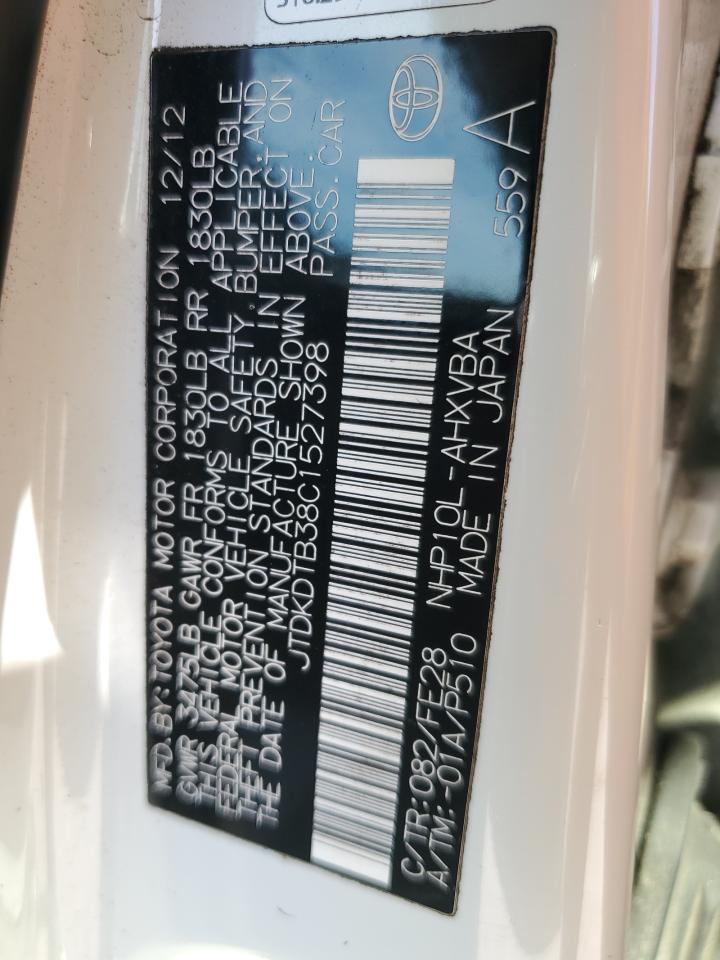 MFD.BY:TOYOTA MOTOR CORPORATION 12/12
GVWR 3475LB GAWR FR 1830LB RR 1830LB
THIS VEHICLE CONFORMS TO ALL APPLICABLE
FEDERAL MOTOR VEHICLE SAFETY,BUMPER,AND
THEFT PREVENTION STANDARDS IN EFFECT ON
THE DATE OF MANUFACTURE SHOWN ABOVE.
JTDKDTB38C1527398 PASS.CAR
C/TR:082/FE28 NHP10L-AHXVBA
A/TM:-01A/P510 MADE IN JAPAN 559 A